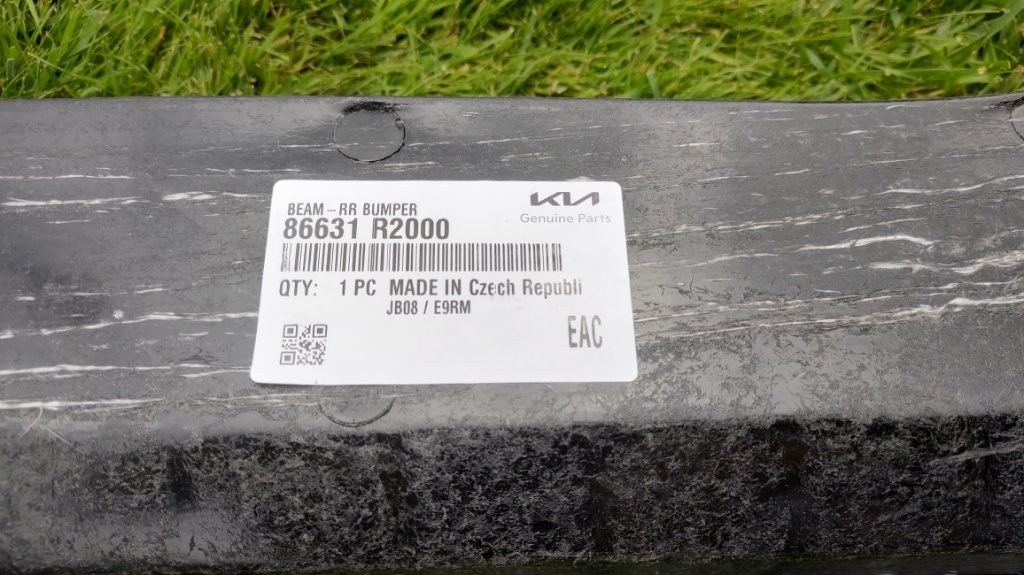 BEAM-RR BUMPER
KIA
Genuine Parts
86631 R2000
QTY: 1 PC MADE IN Czech Republi
JB08 / E9RM
EAC